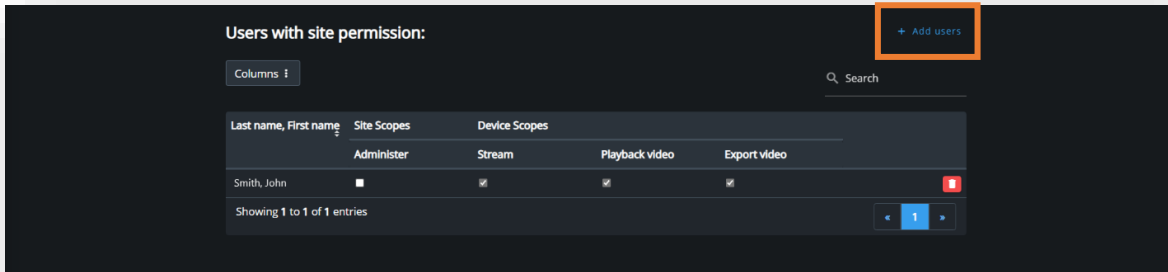 Users with site permission:
+ Add users
Columns
Search
Last name, First name Site Scopes Device Scopes
Administer Stream Playback video Export video
Smith, John
Showing 1 to 1 of 1 entries
« 1 »